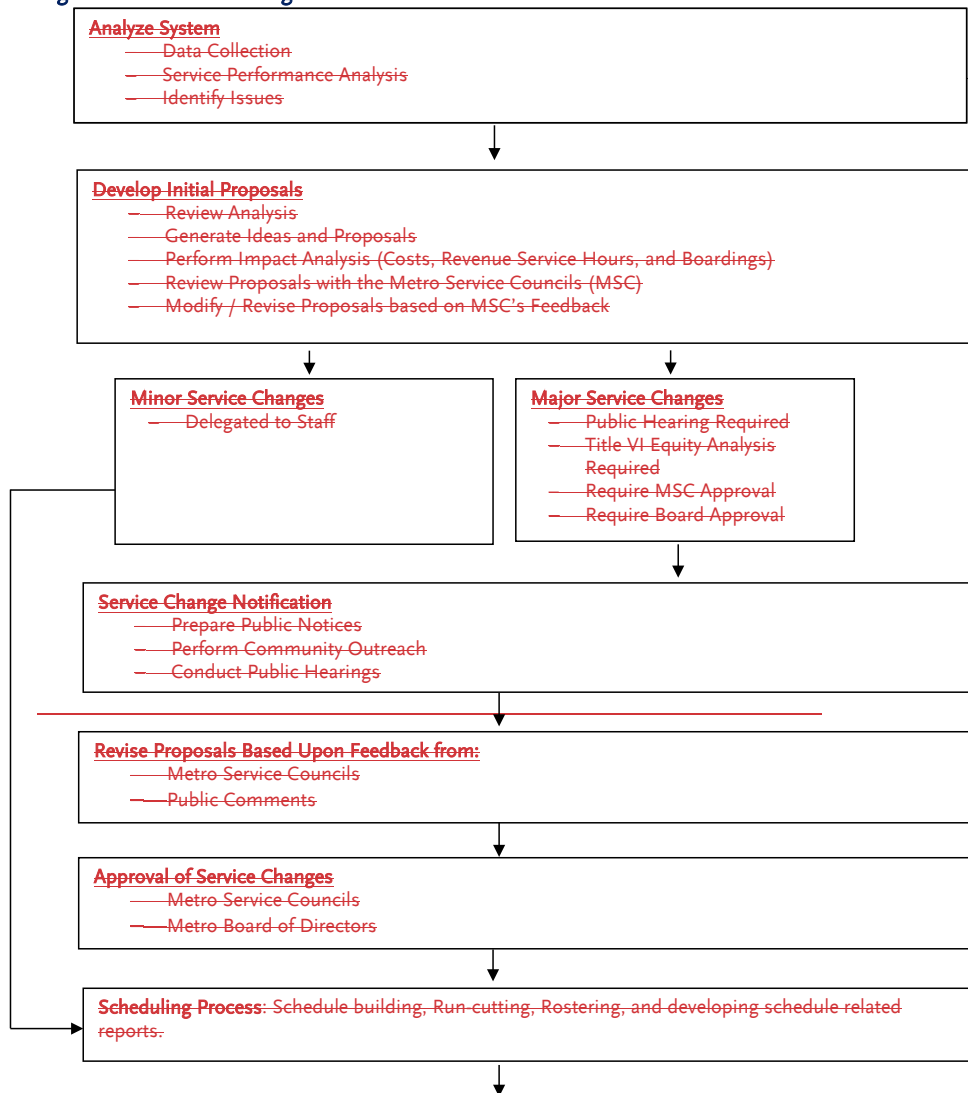 Analyze System
– Data Collection
– Service Performance Analysis
– Identify Issues
Develop Initial Proposals
– Review Analysis
– Generate Ideas and Proposals
– Perform Impact Analysis (Costs, Revenue Service Hours, and Boardings)
– Review Proposals with the Metro Service Councils (MSC)
– Modify / Revise Proposals based on MSC's Feedback
Minor Service Changes
– Delegated to Staff
Major Service Changes
– Public Hearing Required
– Title VI Equity Analysis
Required
– Require MSC Approval
– Require Board Approval
Service Change Notification
– Prepare Public Notices
– Perform Community Outreach
– Conduct Public Hearings
Revise Proposals Based Upon Feedback from:
– Metro Service Councils
– Public Comments
Approval of Service Changes
– Metro Service Councils
– Metro Board of Directors
Scheduling Process: Schedule building, Run-cutting, Rostering, and developing schedule related
reports.